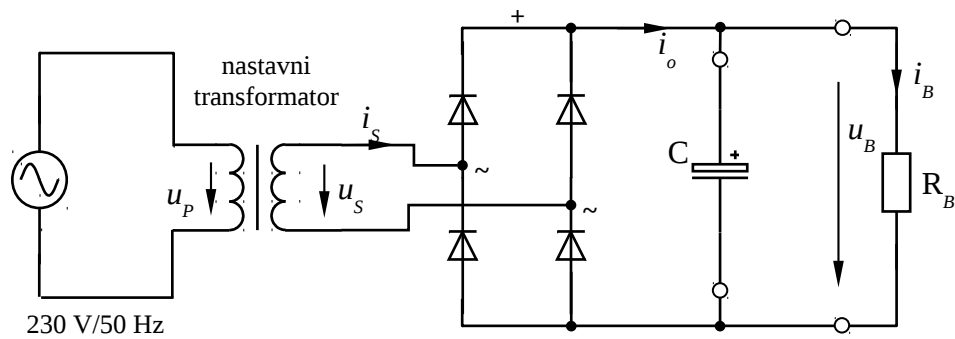 +
nastavni
transformator
i_o
i_S
i_B
u_B
C
+
~
u_P
u_S
R_B
~
230 V/50 Hz